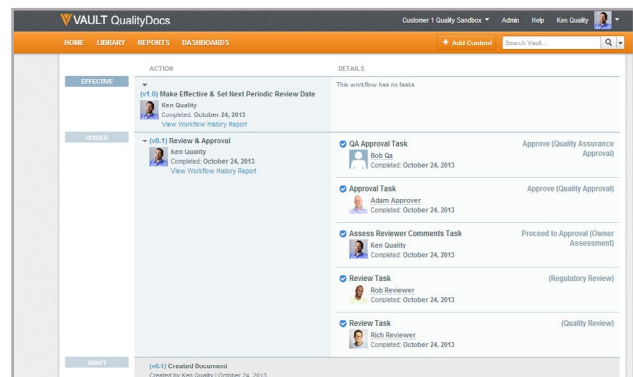 VAULT QualityDocs
Customer 1 Quality Sandbox Admin Help Ken Quality
HOME LIBRARY REPORTS DASHBOARDS
Add Content
Search Vault...
ACTION DETAILS
EFFECTIVE
(v1.0) Make Effective & Set Next Periodic Review Date
Ken Quality
Completed: October 24, 2013
View Workflow History Report
This workflow has no tasks
ISSUED
(v0.1) Review & Approval
Ken Quality
Completed: October 24, 2013
View Workflow History Report
QA Approval Task
Bob Qa
Completed: October 24, 2013
Approve (Quality Assurance
Approval)
Approval Task
Adam Approver
Completed: October 24, 2013
Approve (Quality Approval)
Assess Reviewer Comments Task
Ken Quality
Completed: October 24, 2013
Proceed to Approval (Owner
Assessment)
Review Task
Rob Reviewer
Completed: October 24, 2013
(Regulatory Review)
Review Task
Rich Reviewer
Completed: October 24, 2013
(Quality Review)
DRAFT
(v0.1) Created Document
Created by Ken Quality | October 24, 2013